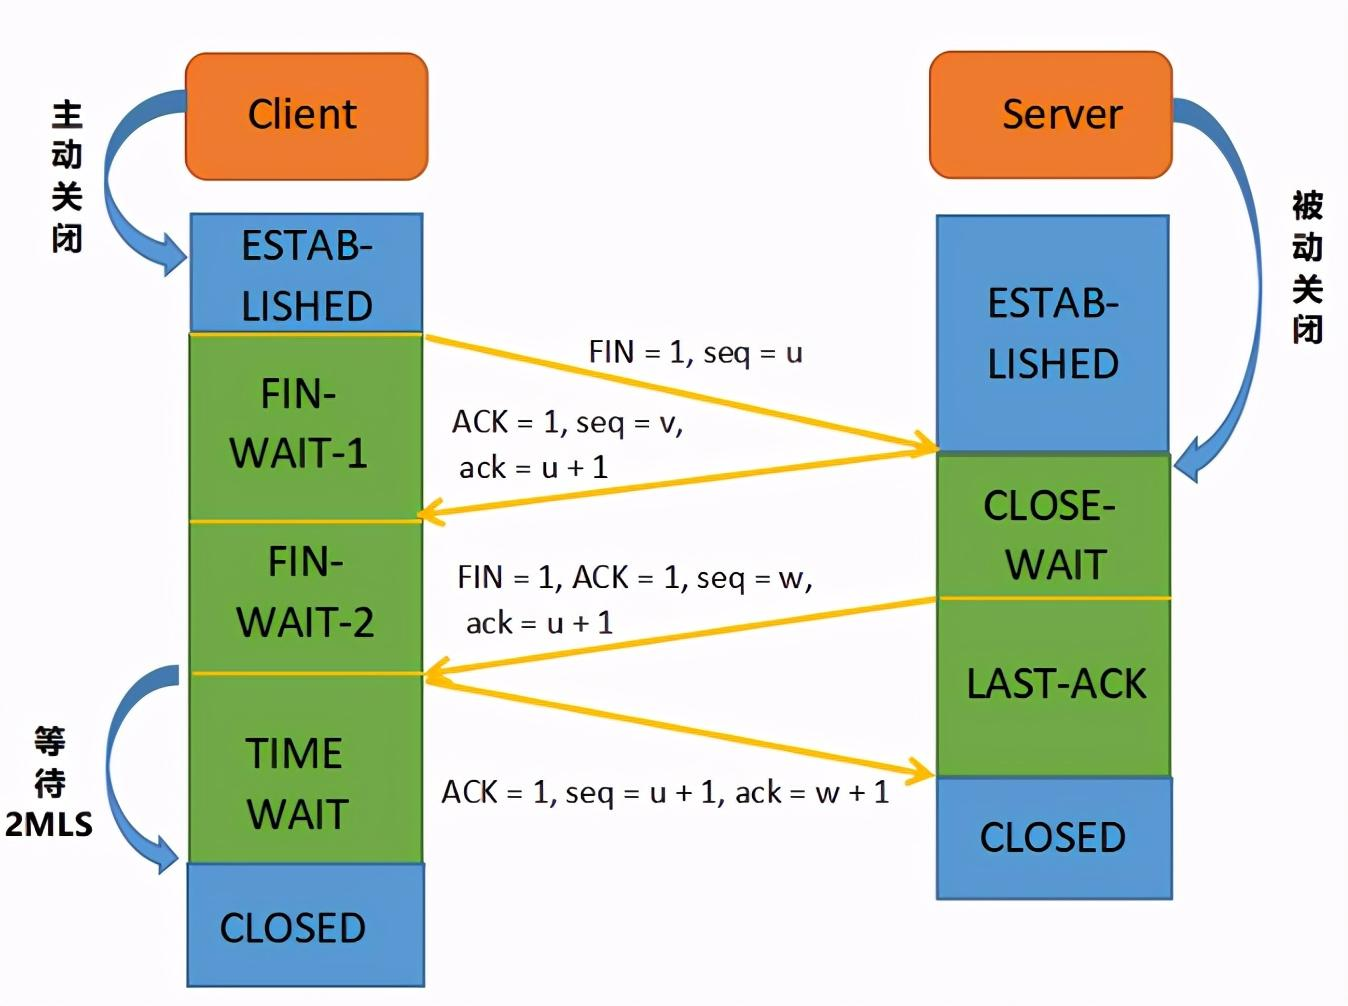 Client
Server
主动关闭
被动关闭
ESTAB-
LISHED
ESTAB-
LISHED
FIN = 1, seq = u
FIN-
WAIT-1
ACK = 1, seq = v,
ack = u + 1
CLOSE-
WAIT
FIN-
WAIT-2
FIN = 1, ACK = 1, seq = w,
ack = u + 1
LAST-ACK
等
待
2MLS
TIME
WAIT
ACK = 1, seq = u + 1, ack = w + 1
CLOSED
CLOSED